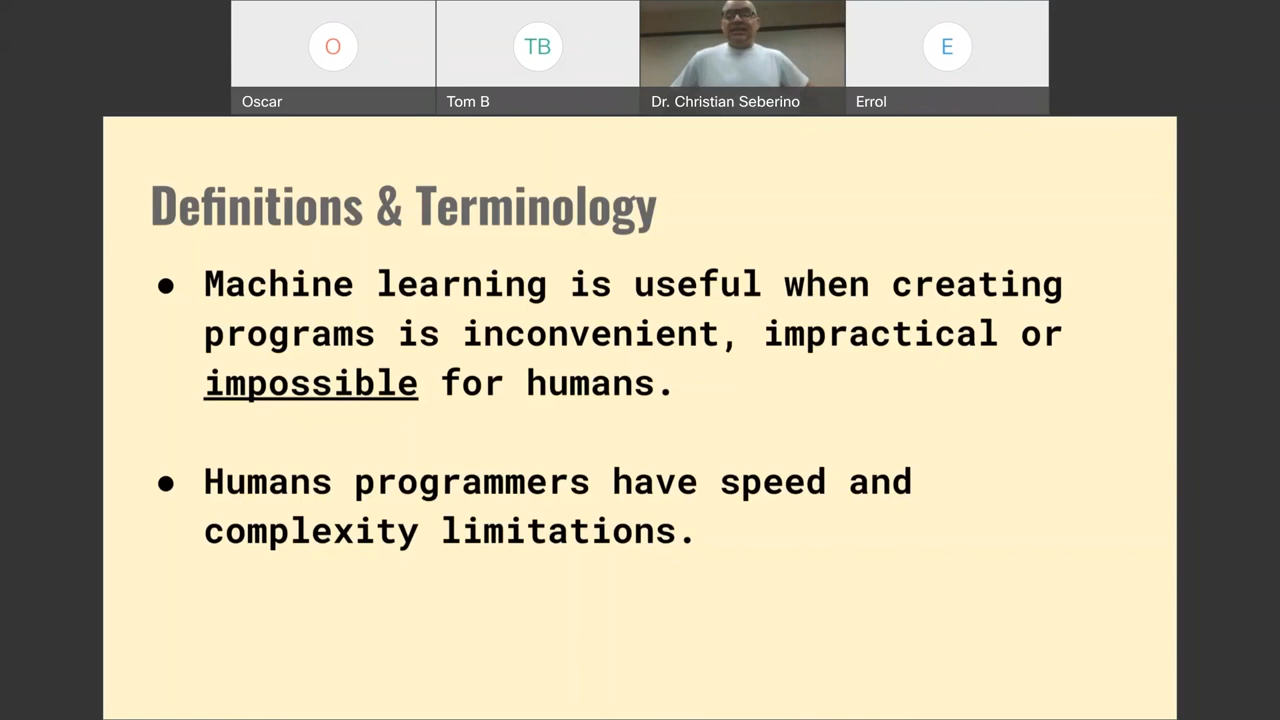 O
TB
E
Oscar
Tom B
Dr. Christian Seberino
Errol
Definitions & Terminology
● Machine learning is useful when creating
programs is inconvenient, impractical or
impossible for humans.
● Humans programmers have speed and
complexity limitations.